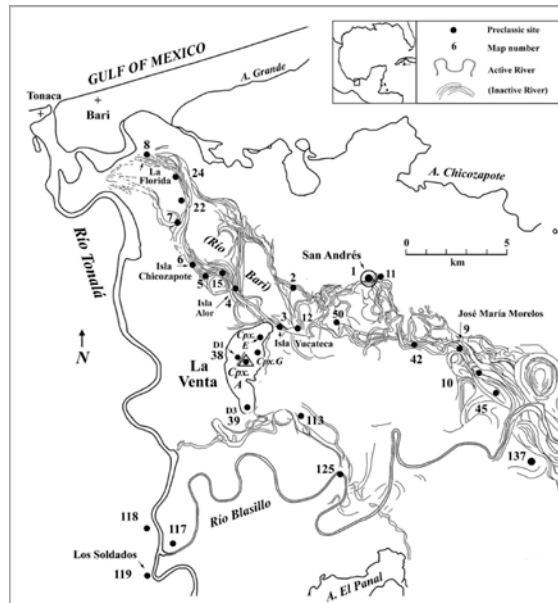 Preclassic site
6 Map number
Active River
(Inactive River)
GULF OF MEXICO
Tonaca
Bari
A. Grande
8
La
Florida
24
A. Chicozapote
22
7
(Río
Bari)
San Andrés
0 5
km
6
Isla
Chicozapote
1
11
5
15
2
Isla
Alor
4
Río Tonalá
3
12
50
José María Morelos
9
Isla Yucateca
Cpx.
E
D1
38
Cpx.G
42
N
La
Venta
Cpx.
A
10
D3
39
45
113
125
137
118
117
Río Blasillo
Los Soldados
119
A. El Panal